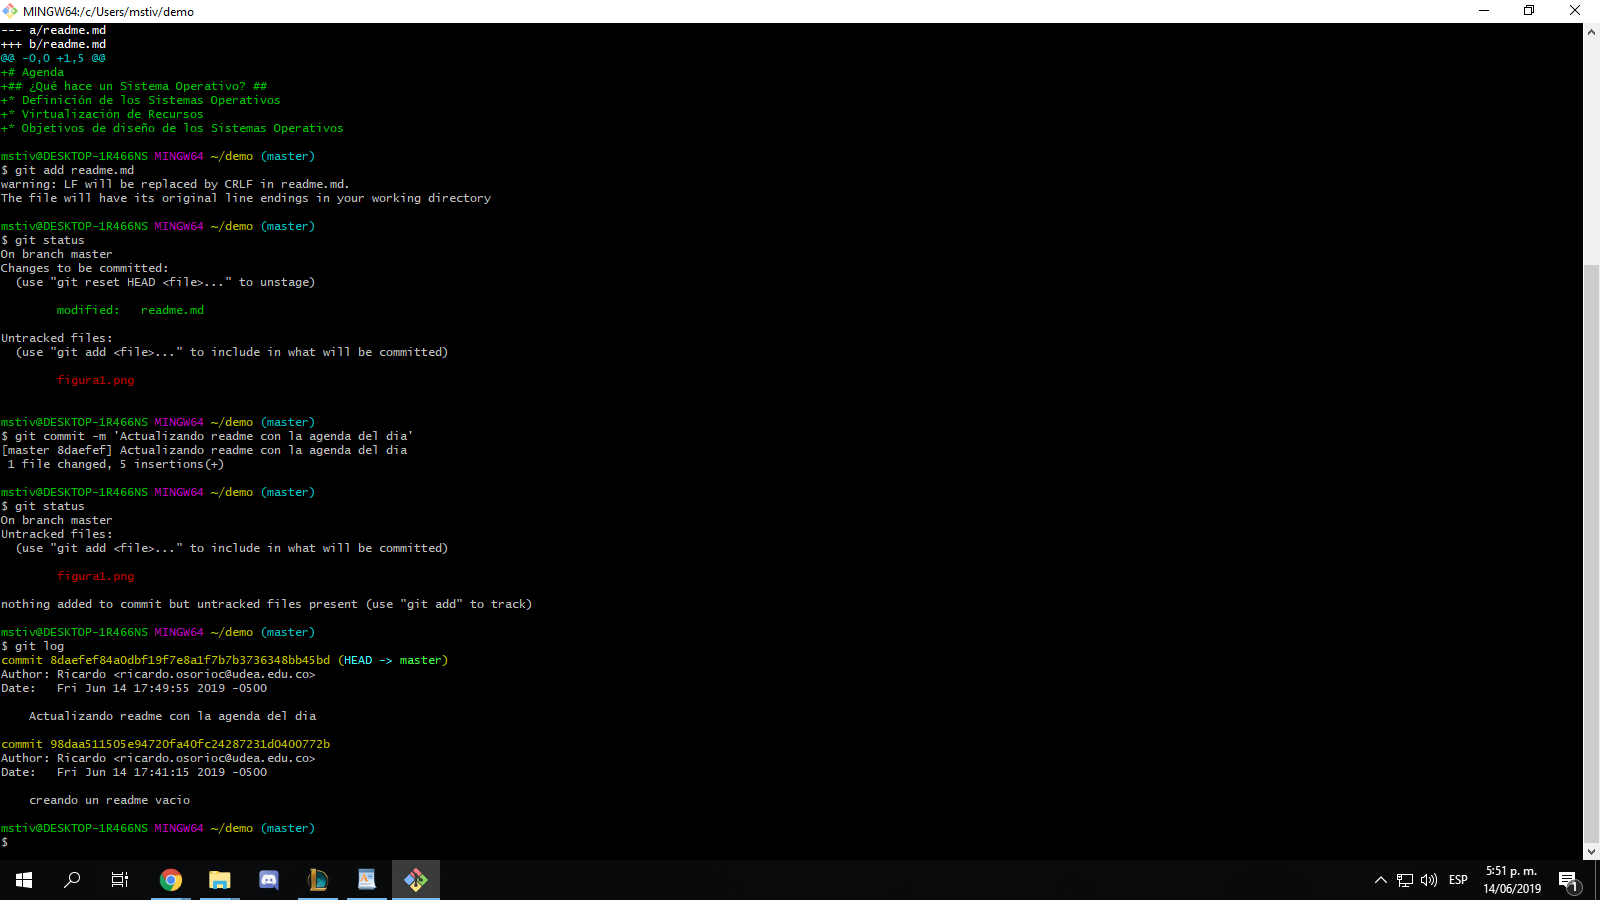 MINGW64:/c/Users/mstiv/demo
--- a/readme.md
+++ b/readme.md
@@ -0,0 +1,5 @@
+# Agenda
+## ¿Qué hace un Sistema Operativo? ##
+* Definición de los Sistemas Operativos
+* Virtualización de Recursos
+* Objetivos de diseño de los Sistemas Operativos
mstiv@DESKTOP-1R466NS MINGW64 ~/demo (master)
$ git add readme.md
warning: LF will be replaced by CRLF in readme.md.
The file will have its original line endings in your working directory
mstiv@DESKTOP-1R466NS MINGW64 ~/demo (master)
$ git status
On branch master
Changes to be committed:
  (use "git reset HEAD <file>..." to unstage)
        modified:   readme.md
Untracked files:
  (use "git add <file>..." to include in what will be committed)
        figura1.png
mstiv@DESKTOP-1R466NS MINGW64 ~/demo (master)
$ git commit -m 'Actualizando readme con la agenda del dia'
[master 8daefef] Actualizando readme con la agenda del dia
 1 file changed, 5 insertions(+)
mstiv@DESKTOP-1R466NS MINGW64 ~/demo (master)
$ git status
On branch master
Untracked files:
  (use "git add <file>..." to include in what will be committed)
        figura1.png
nothing added to commit but untracked files present (use "git add" to track)
mstiv@DESKTOP-1R466NS MINGW64 ~/demo (master)
$ git log
commit 8daefef84a0dbf19f7e8a1f7b7b3736348bb45bd (HEAD -> master)
Author: Ricardo <ricardo.osorioc@udea.edu.co>
Date:   Fri Jun 14 17:49:55 2019 -0500
    Actualizando readme con la agenda del dia
commit 98daa511505e94720fa40fc24287231d0400772b
Author: Ricardo <ricardo.osorioc@udea.edu.co>
Date:   Fri Jun 14 17:41:15 2019 -0500
    creando un readme vacio
mstiv@DESKTOP-1R466NS MINGW64 ~/demo (master)
$
ESP
5:51 p. m.
14/06/2019
1